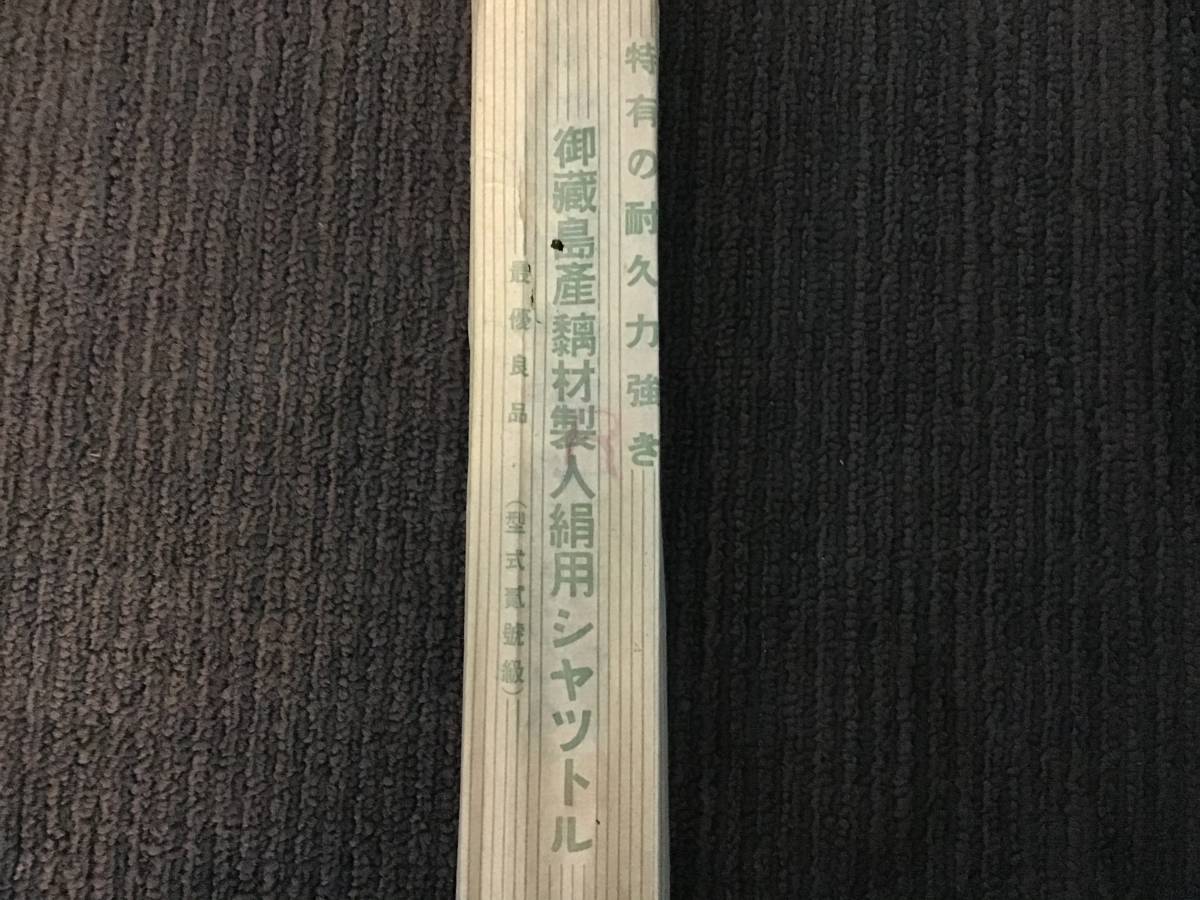 特有の耐久力強き
御藏島產黐材製人絹用シヤツトル
最優良品
(型式貳號級)